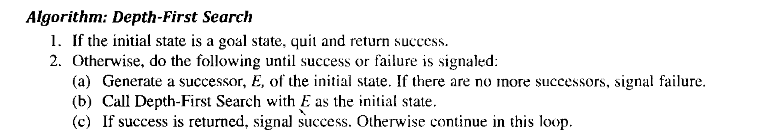 Algorithm: Depth-First Search
1. If the initial state is a goal state, quit and return success.
2. Otherwise, do the following until success or failure is signaled:
(a) Generate a successor, E, of the initial state. If there are no more successors, signal failure.
(b) Call Depth-First Search with E as the initial state.
(c) If success is returned, signal success. Otherwise continue in this loop.